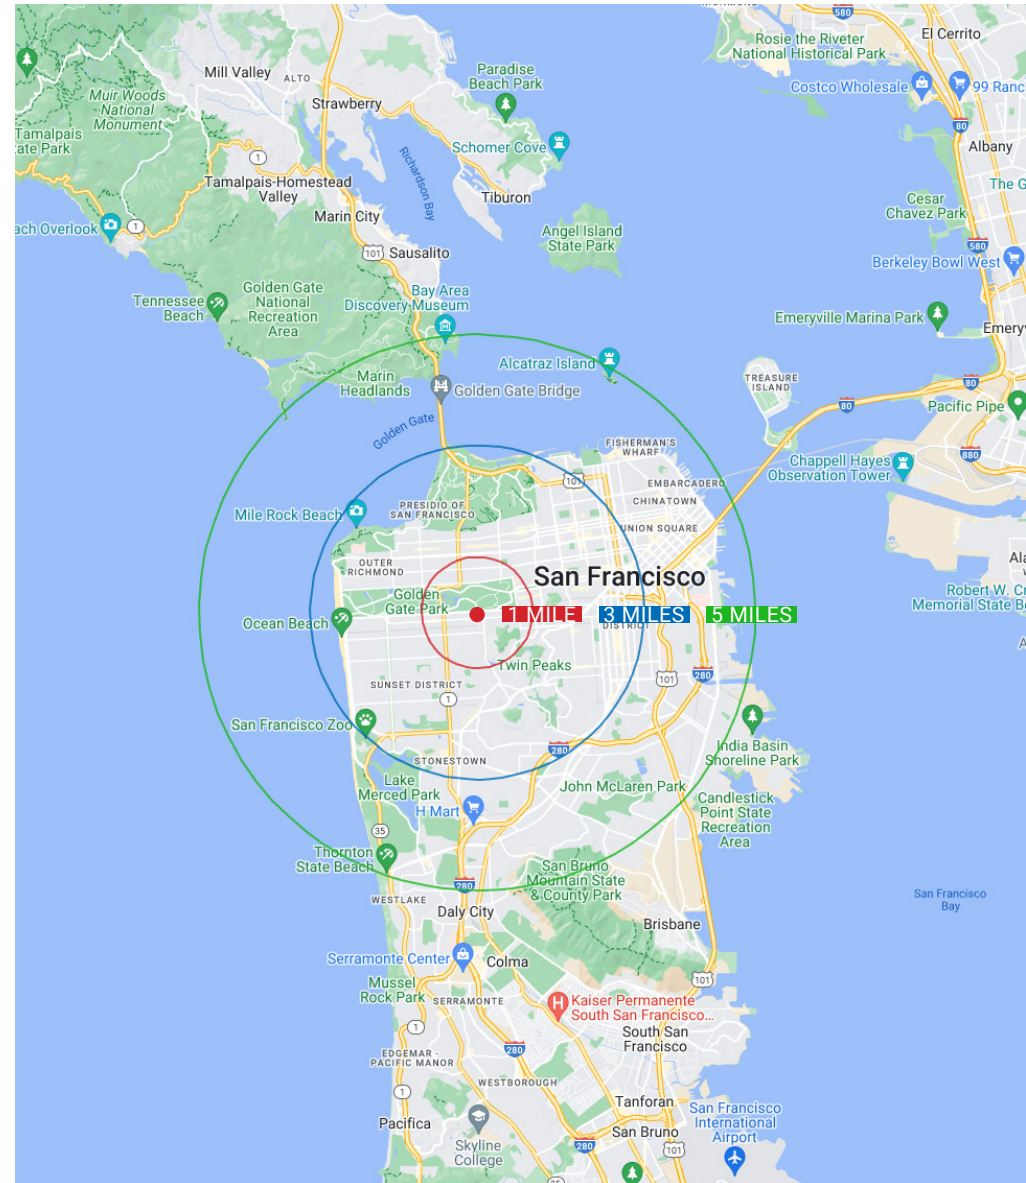 580
Rosie the Riveter
National Historical Park
El Cerrito
Mill Valley
ALTO
Paradise
Beach Park
Costco Wholesale
99 Ranc
Muir Woods
National
Monument
Strawberry
80
Tamalpais
ate Park
Schomer Cove
Albany
1
Richardson Bay
Tamalpais-Homestead
Valley
Tiburon
The G
Cesar
Chavez Park
Marin City
ach Overlook
1
Angel Island
State Park
101
Sausalito
580
Berkeley Bowl West
Golden Gate
National
Recreation
Area
Tennessee
Beach
Bay Area
Discovery Museum
Emeryville Marina Park
Emery
Alcatraz Island
Marin
Headlands
TREASURE
ISLAND
80
Golden Gate Bridge
80
Pacific Pipe
Golden Gate
FISHERMAN'S
WHARF
880
Chappell Hayes
Observation Tower
101
EMBARCADERO
CHINATOWN
PRESIDIO OF
SAN FRANCISCO
Mile Rock Beach
UNION SQUARE
OUTER
RICHMOND
San Francisco
Ala
Golden
Gate Park
Robert W. Cr
Memorial State B
1 MILE
3 MILES
5 MILES
Ocean Beach
DISTRICT
Twin Peaks
101
280
SUNSET DISTRICT
1
San Francisco Zoo
280
India Basin
Shoreline Park
STONESTOWN
Lake
Merced Park
John McLaren Park
H Mart
Candlestick
Point State
Recreation
Area
35
Thornton
State Beach
San Bruno
Mountain State
& County Park
280
WESTLAKE
San Francisco
Bay
Daly City
Brisbane
Serramonte Center
Colma
101
Mussel
Rock Park
SERRAMONTE
Kaiser Permanente
South San Francisco...
1
South San
Francisco
280
EDGEMAR -
PACIFIC MANOR
WESTBOROUGH
1
Tanforan
San Francisco
International
Airport
Pacifica
San Bruno
Skyline
College
280
101